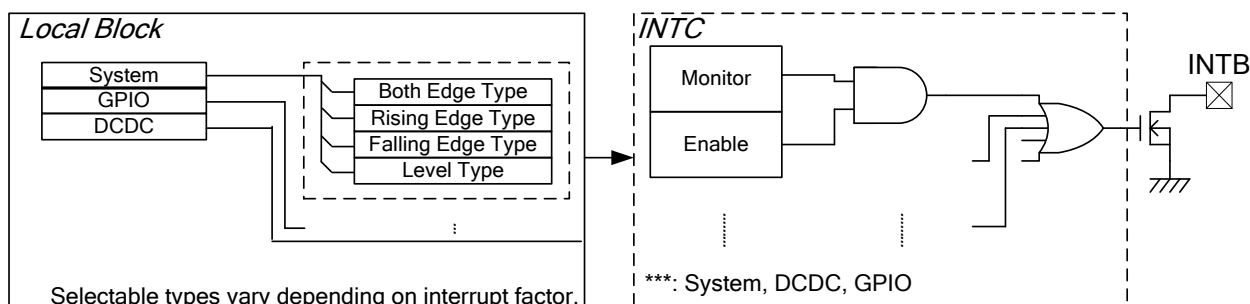 Local Block
System
GPIO
DCDC
Both Edge Type
Rising Edge Type
Falling Edge Type
Level Type
Selectable types vary depending on interrupt factor.
INTC
Monitor
Enable
***: System, DCDC, GPIO
INTB